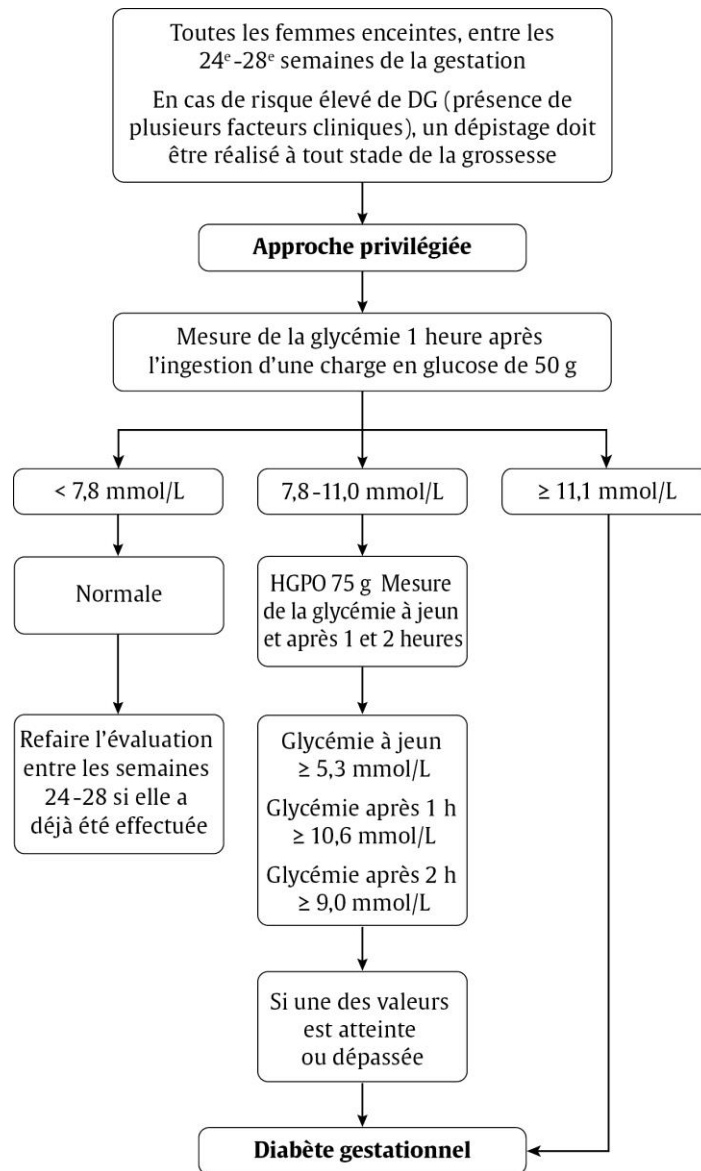 Toutes les femmes enceintes, entre les
24ᵉ-28ᵉ semaines de la gestation
En cas de risque élevé de DG (présence de
plusieurs facteurs cliniques), un dépistage doit
être réalisé à tout stade de la grossesse
Approche privilégiée
Mesure de la glycémie 1 heure après
l’ingestion d’une charge en glucose de 50 g
< 7,8 mmol/L
7,8-11,0 mmol/L
≥ 11,1 mmol/L
Normale
HGPO 75 g Mesure
de la glycémie à jeun
et après 1 et 2 heures
Refaire l’évaluation
entre les semaines
24-28 si elle a
déjà été effectuée
Glycémie à jeun
≥ 5,3 mmol/L
Glycémie après 1 h
≥ 10,6 mmol/L
Glycémie après 2 h
≥ 9,0 mmol/L
Si une des valeurs
est atteinte
ou dépassée
Diabète gestationnel